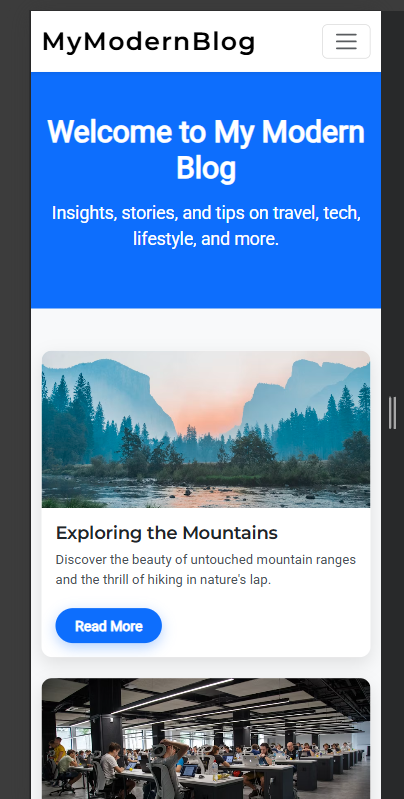 MyModernBlog
Welcome to My Modern
Blog
Insights, stories, and tips on travel, tech,
lifestyle, and more.
Exploring the Mountains
Discover the beauty of untouched mountain ranges
and the thrill of hiking in nature's lap.
Read More